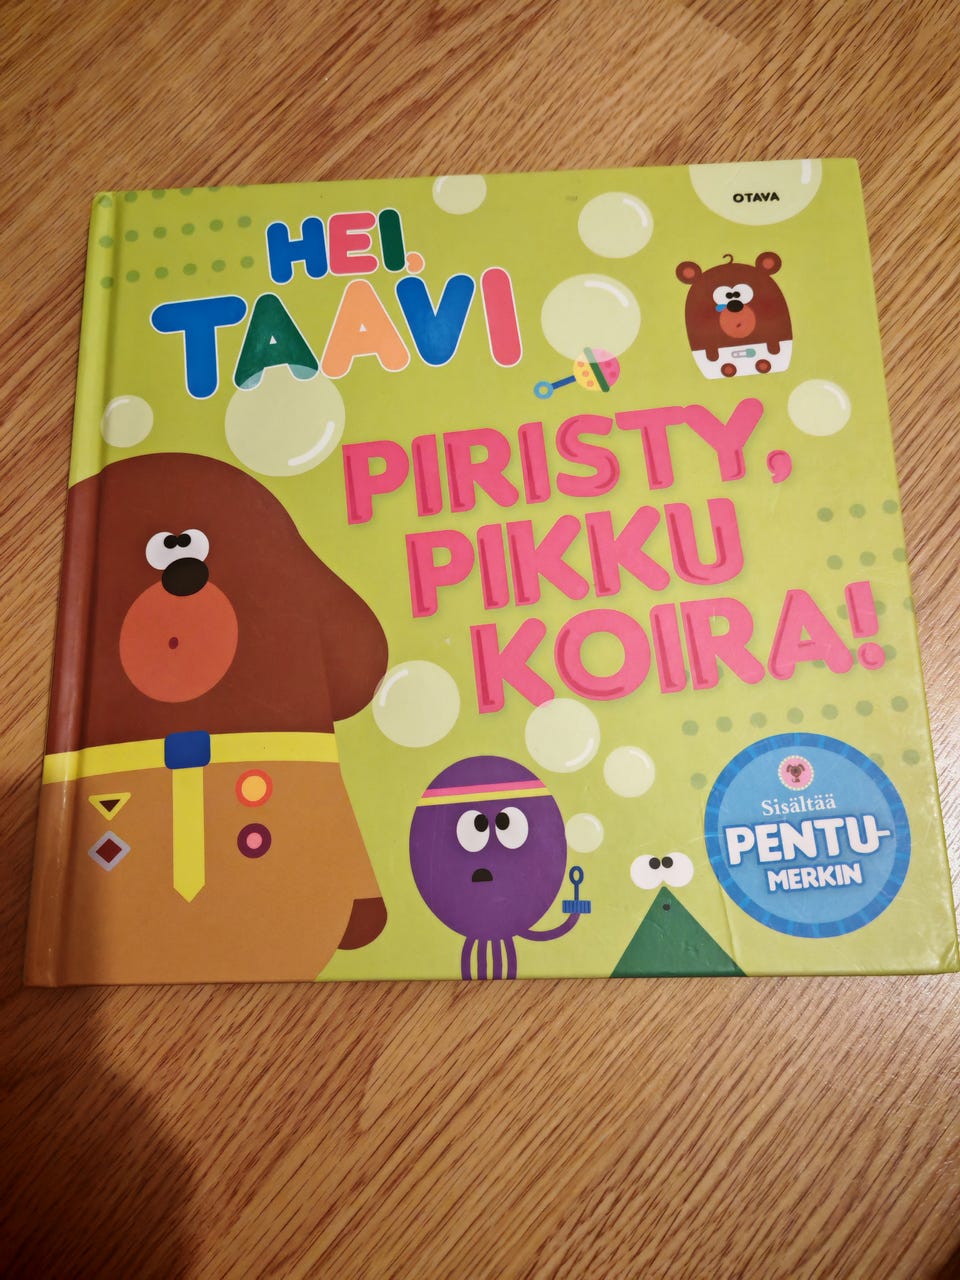 OTAVA
HEI,
TAAVI
PIRISTY,
PIKKU
KOIRA!
Sisältää
PENTU-
MERKIN